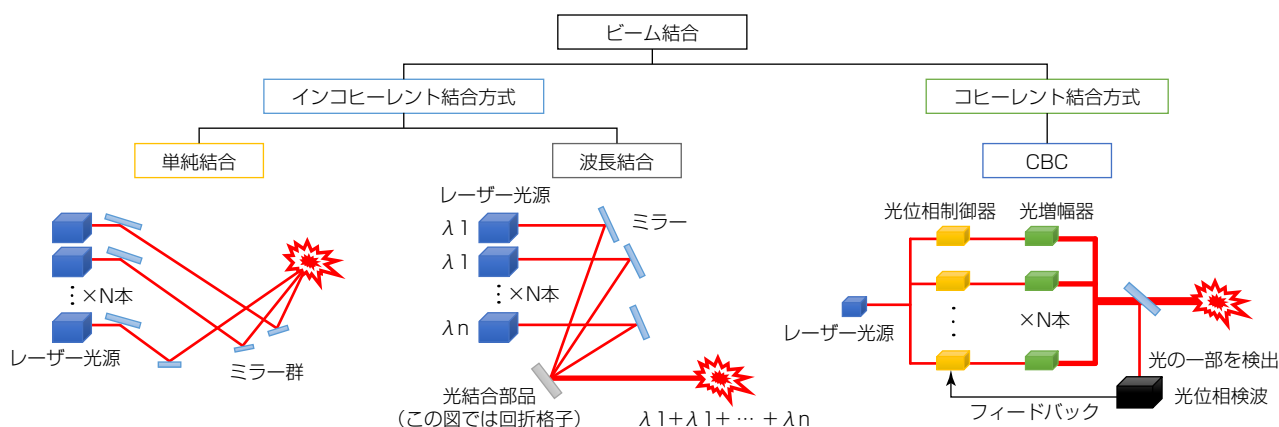 ビーム結合
インコヒーレント結合方式
コヒーレント結合方式
単純結合
波長結合
CBC
×N本
レーザー光源
ミラー群
レーザー光源
λ1
λ1
λn
ミラー
×N本
光結合部品
（この図では回折格子）
λ1+λ1+ … +λn
光位相制御器
光増幅器
レーザー光源
×N本
光の一部を検出
光位相検波
フィードバック